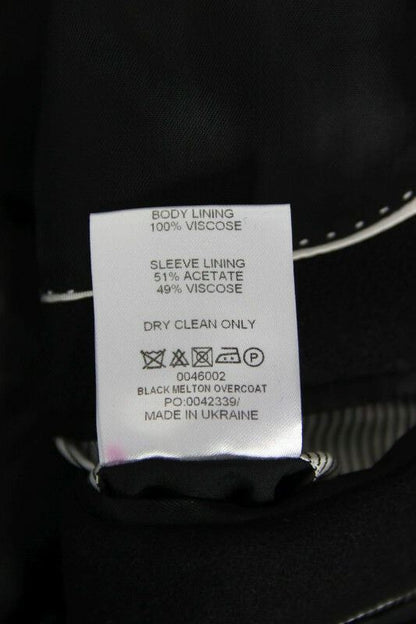 BODY LINING
100% VISCOSE
SLEEVE LINING
51% ACETATE
49% VISCOSE
DRY CLEAN ONLY
P
0046002
BLACK MELTON OVERCOAT
PO:0042339/
MADE IN UKRAINE